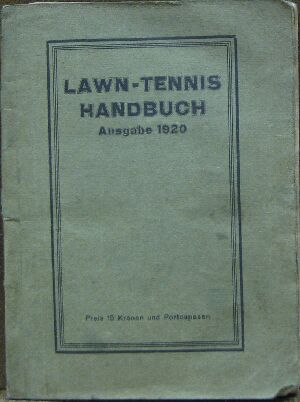 LAWN-TENNIS
HANDBUCH
Ausgabe 1920
Preis 15 Kronen und Portospesen